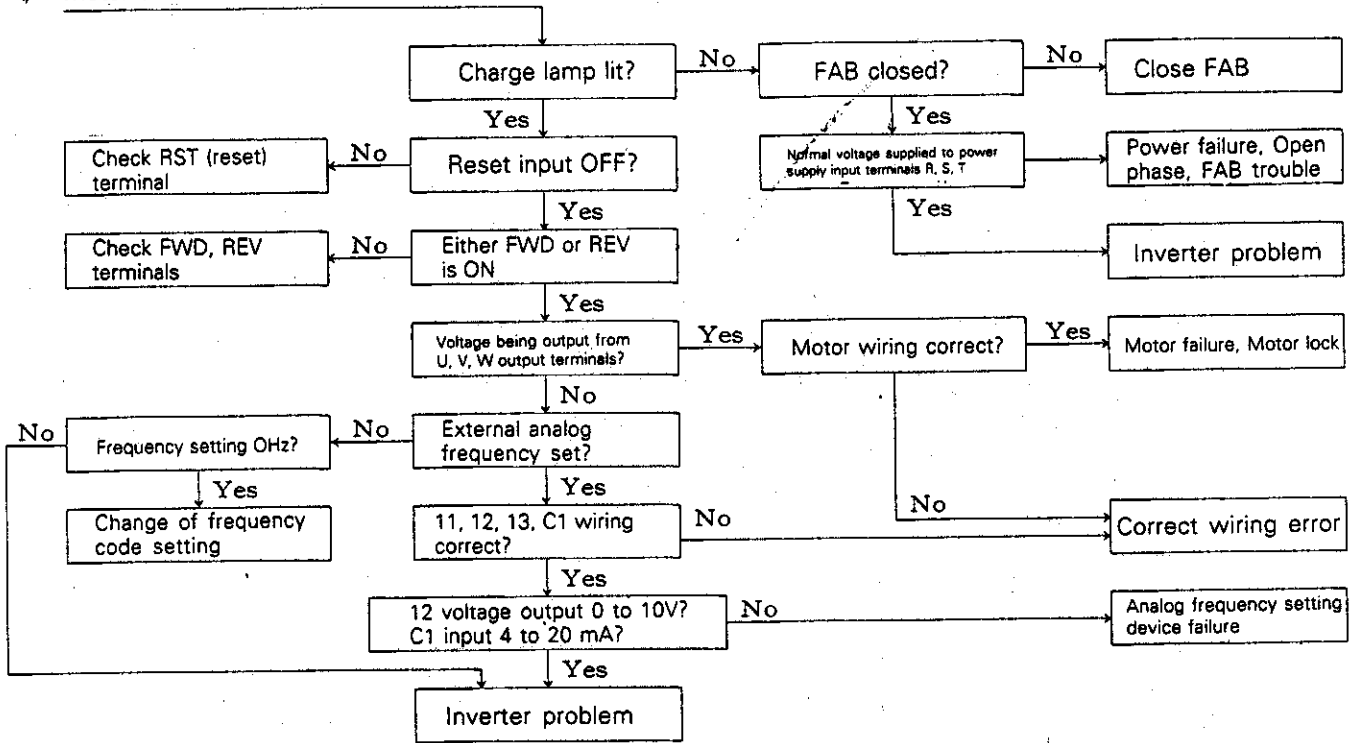 Charge lamp lit?
No
FAB closed?
No
Close FAB
Yes
Yes
Check RST (reset)
terminal
No
Reset input OFF?
Normal voltage supplied to power
supply input terminals R, S, T
Power failure, Open
phase, FAB trouble
Yes
Yes
Check FWD, REV
terminals
No
Either FWD or REV
is ON
Inverter problem
Yes
Voltage being output from
U, V, W output terminals?
Yes
Motor wiring correct?
Yes
Motor failure, Motor lock
No
No
Frequency setting OHz?
No
External analog
frequency set?
Yes
Yes
Change of frequency
code setting
11, 12, 13, C1 wiring
correct?
No
No
Correct wiring error
Yes
12 voltage output 0 to 10V?
C1 input 4 to 20 mA?
No
Analog frequency setting
device failure
Yes
Inverter problem